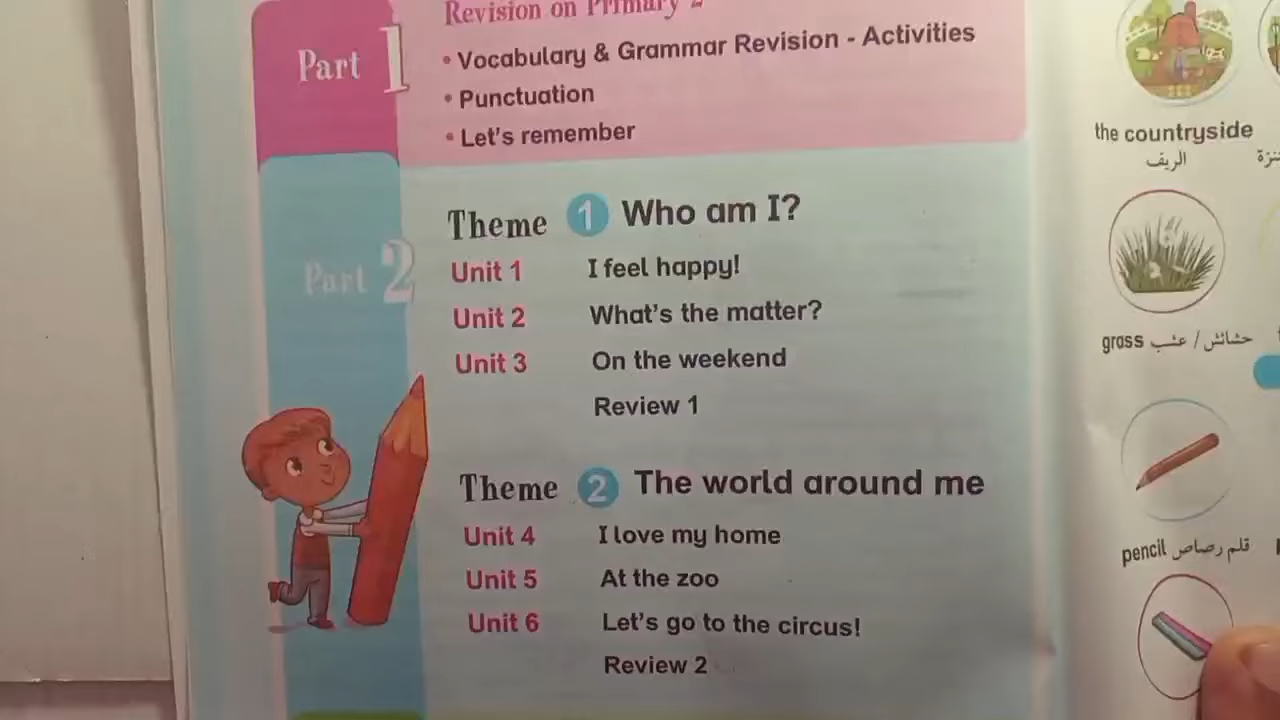 Part 1
Revision on Primary 2
• Vocabulary & Grammar Revision - Activities
• Punctuation
• Let's remember
Part 2
Theme 1 Who am I?
Unit 1 I feel happy!
Unit 2 What's the matter?
Unit 3 On the weekend
Review 1
Theme 2 The world around me
Unit 4 I love my home
Unit 5 At the zoo
Unit 6 Let's go to the circus!
Review 2
the countryside
الريف
grass حشائش / عشب
pencil قلم رصاص